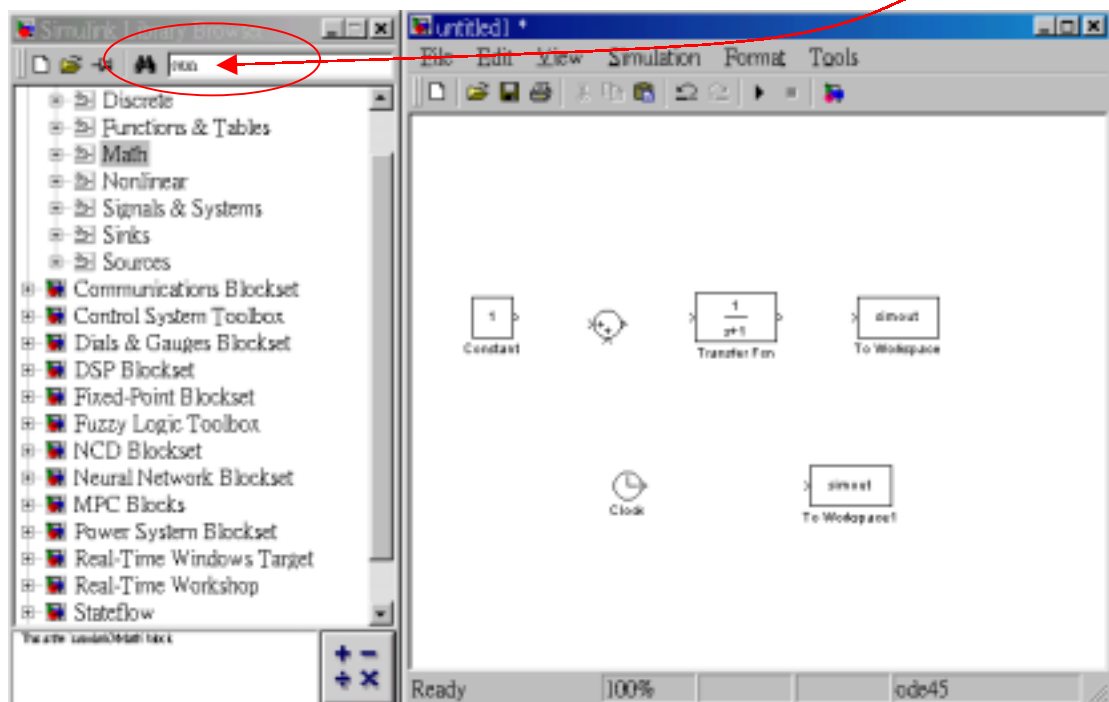 Simulink Library Browser
Discrete
Functions & Tables
Math
Nonlinear
Signals & Systems
Sinks
Sources
Communications Blockset
Control System Toolbox
Dials & Gauges Blockset
DSP Blockset
Fixed-Point Blockset
Fuzzy Logic Toolbox
NCD Blockset
Neural Network Blockset
MPC Blocks
Power System Blockset
Real-Time Windows Target
Real-Time Workshop
Stateflow
untitled1 *
File Edit View Simulation Format Tools
1
Constant
1
s+1
Transfer Fcn
simout
To Workspace
Clock
simout
To Workspace1
Ready 100% ode45